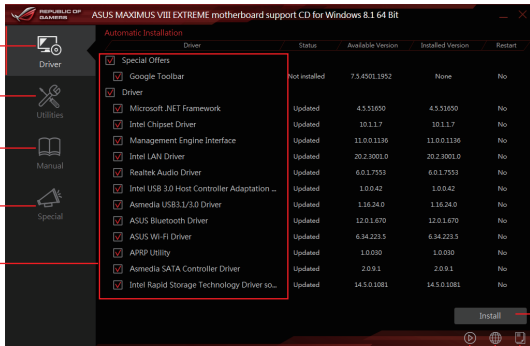 REPUBLIC OF
GAMERS
ASUS MAXIMUS VIII EXTREME motherboard support CD for Windows 8.1 64 Bit
Driver
Utilities
Manual
Special
Automatic Installation
Driver Status Available Version Installed Version Restart
Special Offers
Google Toolbar Not installed 7.5.4501.1952 None No
Driver
Microsoft .NET Framework Updated 4.5.51650 4.5.51650 No
Intel Chipset Driver Updated 10.1.1.7 10.1.1.7 No
Management Engine Interface Updated 11.0.0.1136 11.0.0.1136 No
Intel LAN Driver Updated 20.2.3001.0 20.2.3001.0 No
Realtek Audio Driver Updated 6.0.1.7553 6.0.1.7553 No
Intel USB 3.0 Host Controller Adaptation ... Updated 1.0.0.42 1.0.0.42 No
Asmedia USB3.1/3.0 Driver Updated 1.16.24.0 1.16.24.0 No
ASUS Bluetooth Driver Updated 12.0.1.670 12.0.1.670 No
ASUS Wi-Fi Driver Updated 6.34.223.5 6.34.223.5 No
APRP Utility Updated 1.0.030 1.0.030 No
Asmedia SATA Controller Driver Updated 2.0.9.1 2.0.9.1 No
Intel Rapid Storage Technology Driver so... Updated 14.5.0.1081 14.5.0.1081 No
Install